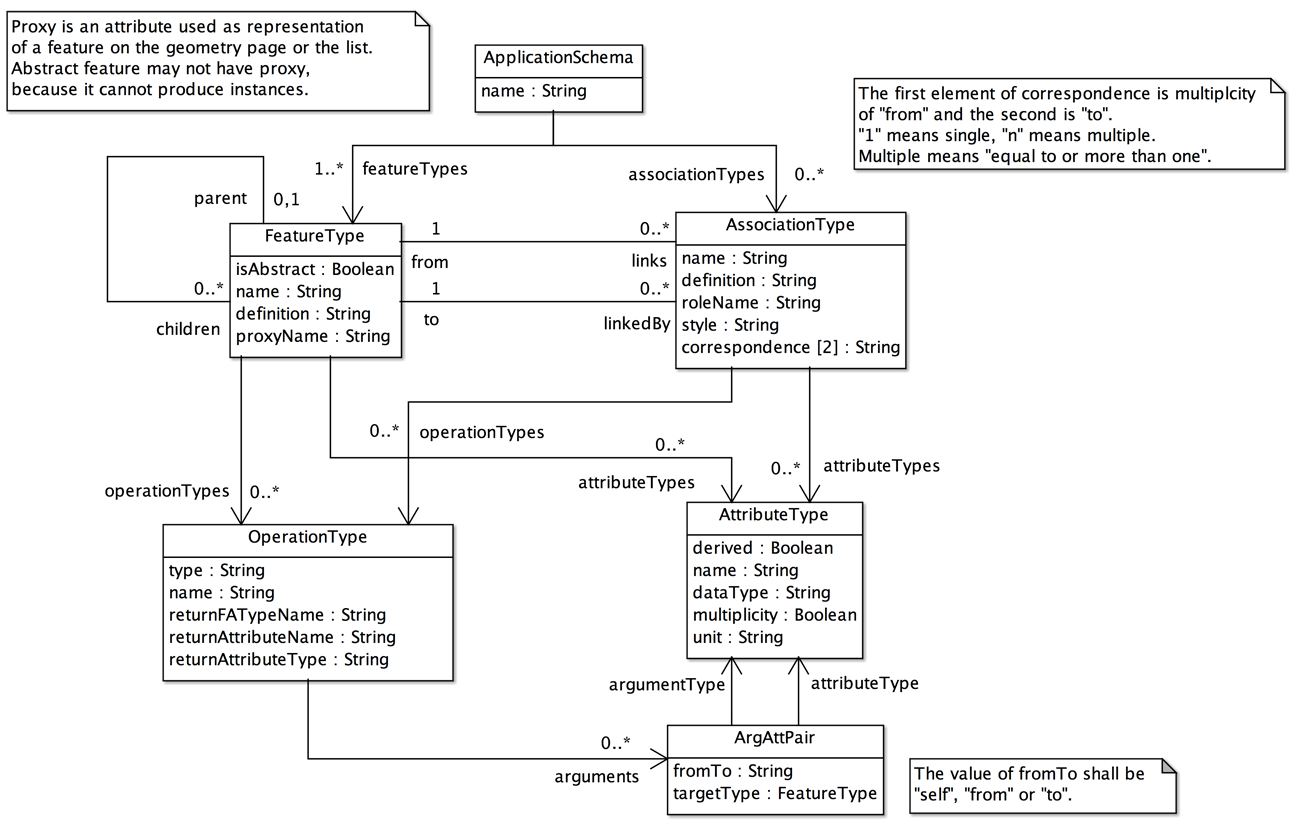 Proxy is an attribute used as representation
of a feature on the geometry page or the list.
Abstract feature may not have proxy,
because it cannot produce instances.
ApplicationSchema
name : String
The first element of correspondence is multiplcity
of "from" and the second is "to".
"1" means single, "n" means multiple.
Multiple means "equal to or more than one".
1..*
featureTypes
associationTypes
0..*
parent
0,1
FeatureType
isAbstract : Boolean
name : String
definition : String
proxyName : String
0..*
children
1
from
0..*
links
1
to
0..*
linkedBy
AssociationType
name : String
definition : String
roleName : String
style : String
correspondence [2] : String
0..*
operationTypes
0..*
attributeTypes
0..*
attributeTypes
operationTypes
0..*
OperationType
type : String
name : String
returnFATypeName : String
returnAttributeName : String
returnAttributeType : String
AttributeType
derived : Boolean
name : String
dataType : String
multiplicity : Boolean
unit : String
argumentType
attributeType
0..*
arguments
ArgAttPair
fromTo : String
targetType : FeatureType
The value of fromTo shall be
"self", "from" or "to".